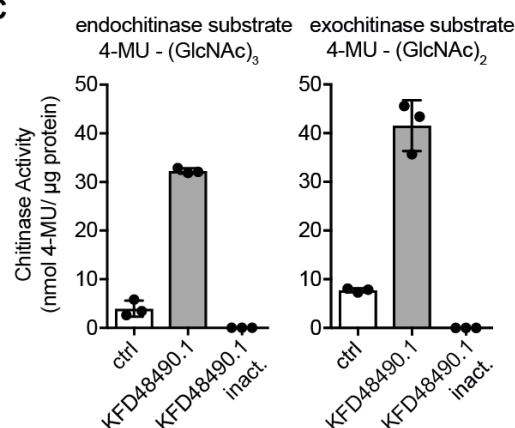 c
endochitinase substrate
4-MU - (GlcNAc)3
exochitinase substrate
4-MU - (GlcNAc)2
Chitinase Activity
(nmol 4-MU/ µg protein)
50
40
30
20
10
0
ctrl
KFD48490.1
KFD48490.1
inact.
50
40
30
20
10
0
ctrl
KFD48490.1
KFD48490.1
inact.